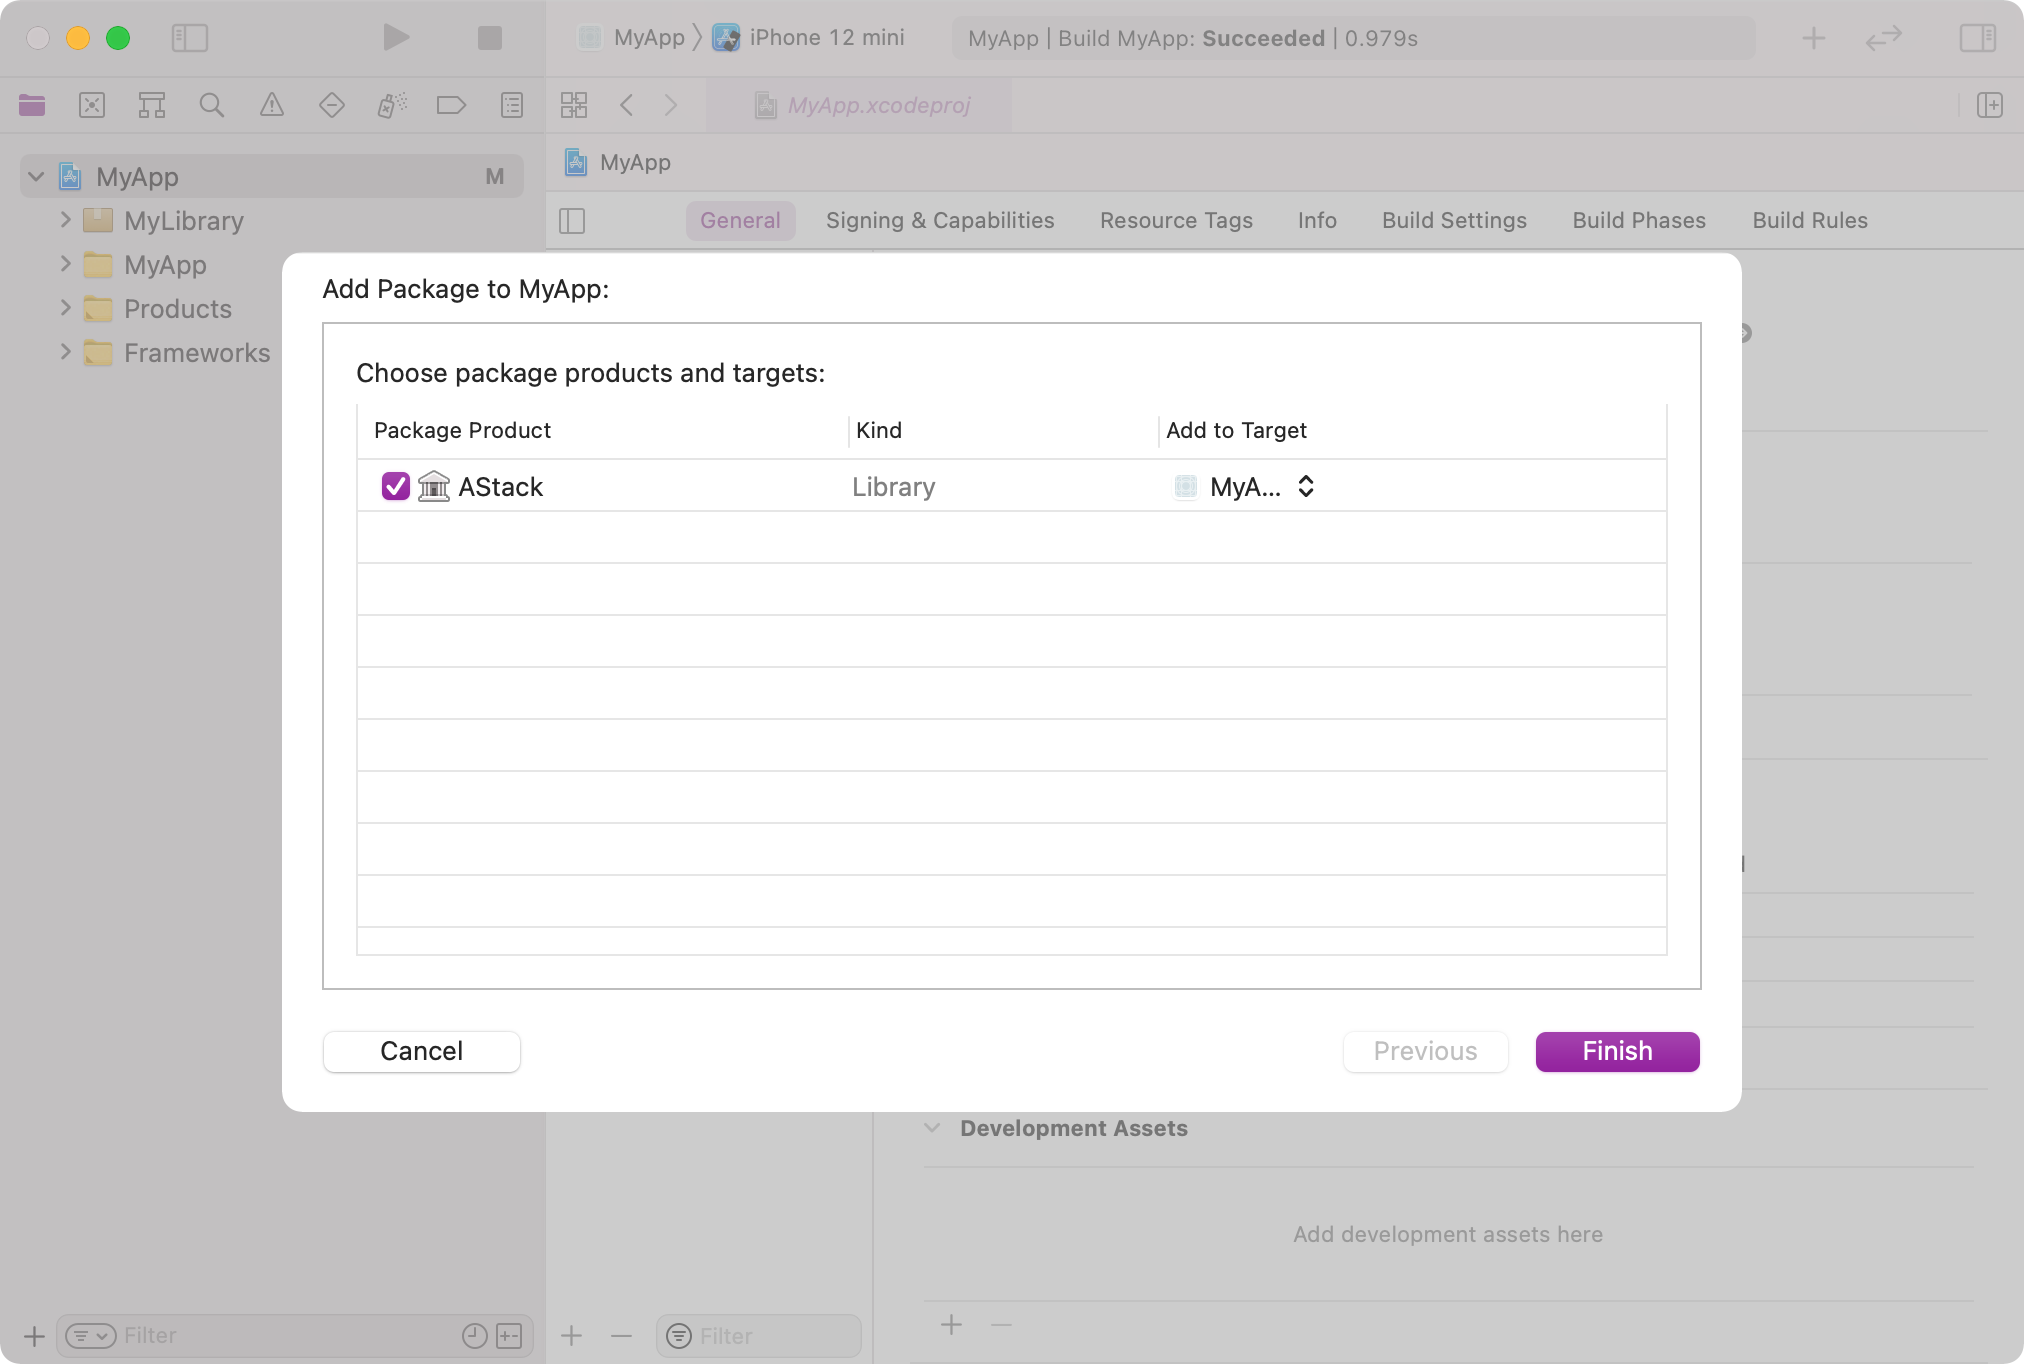 MyApp 〉 iPhone 12 mini
MyApp | Build MyApp: Succeeded | 0.979s
MyApp.xcodeproj
MyApp M
MyLibrary
MyApp
Products
Frameworks
MyApp
General Signing & Capabilities Resource Tags Info Build Settings Build Phases Build Rules
Add Package to MyApp:
Choose package products and targets:
Package Product Kind Add to Target
AStack Library MyA...
Cancel Previous Finish
Development Assets
Add development assets here
Filter
Filter